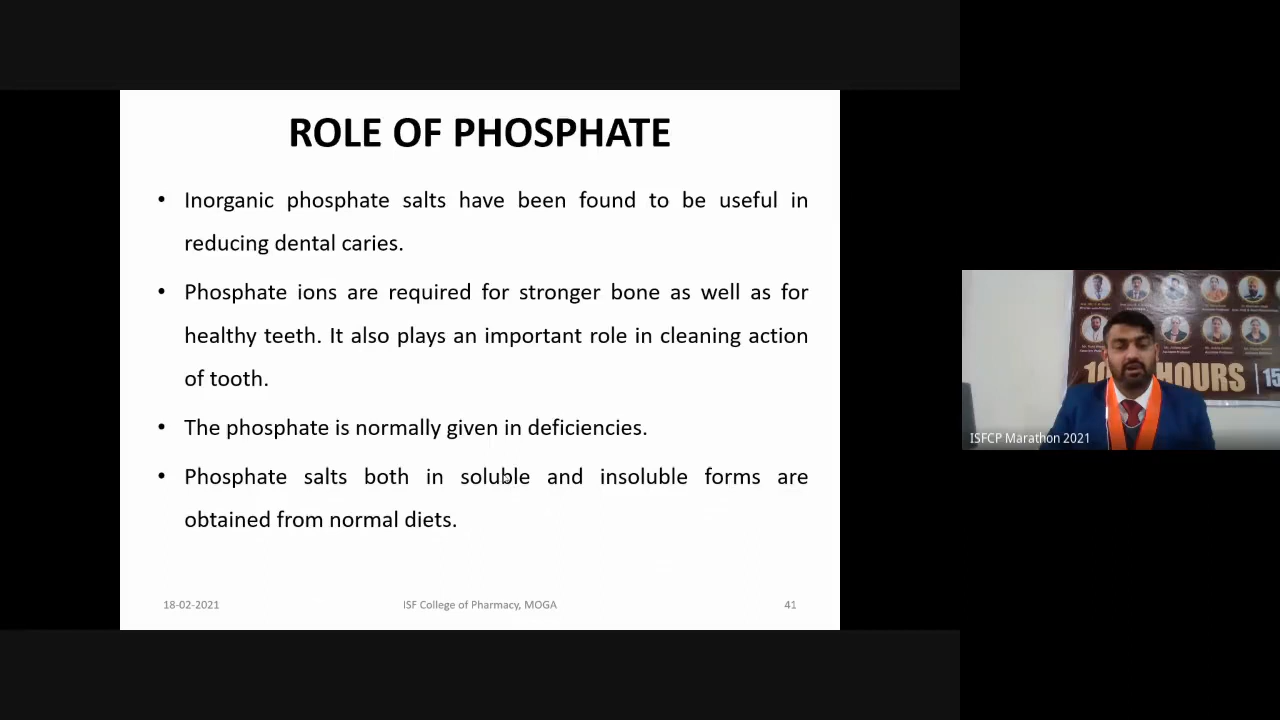 ROLE OF PHOSPHATE
• Inorganic phosphate salts have been found to be useful in
reducing dental caries.
• Phosphate ions are required for stronger bone as well as for
healthy teeth. It also plays an important role in cleaning action
of tooth.
• The phosphate is normally given in deficiencies.
• Phosphate salts both in soluble and insoluble forms are
obtained from normal diets.
18-02-2021 ISF College of Pharmacy, MOGA 41
HOURS 15
ISFCP Marathon 2021